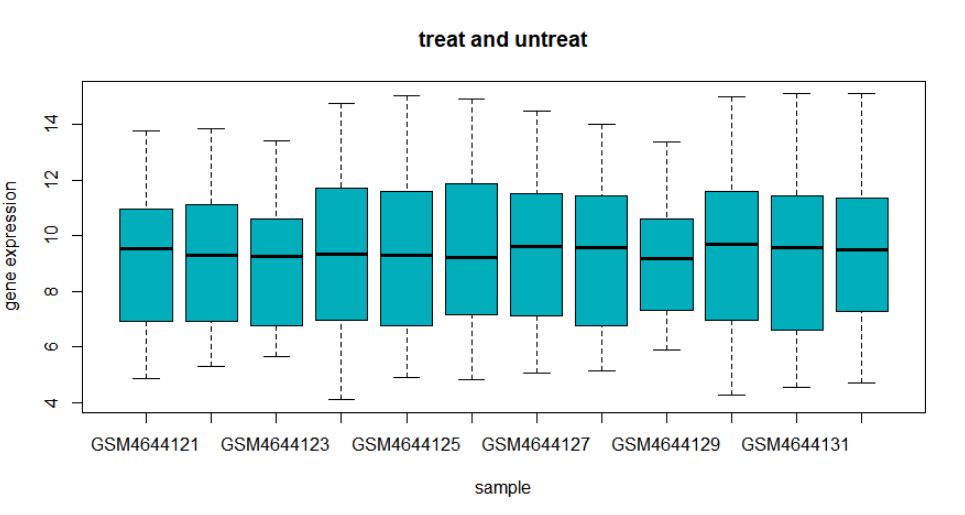 treat and untreat
14
12
10
8
6
4
gene expression
GSM4644121 GSM4644123 GSM4644125 GSM4644127 GSM4644129 GSM4644131
sample